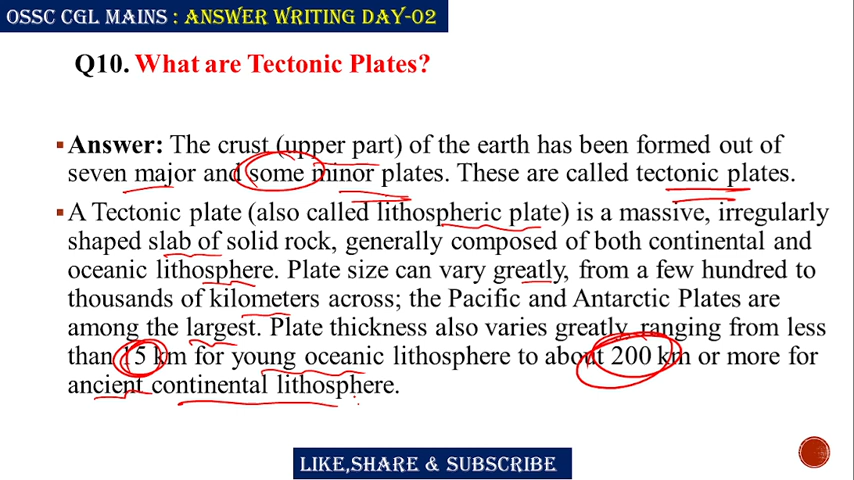 OSSC CGL MAINS : ANSWER WRITING DAY-02
Q10. What are Tectonic Plates?
▪Answer: The crust (upper part) of the earth has been formed out of
seven major and some minor plates. These are called tectonic plates.
▪A Tectonic plate (also called lithospheric plate) is a massive, irregularly
shaped slab of solid rock, generally composed of both continental and
oceanic lithosphere. Plate size can vary greatly, from a few hundred to
thousands of kilometers across; the Pacific and Antarctic Plates are
among the largest. Plate thickness also varies greatly, ranging from less
than 15 km for young oceanic lithosphere to about 200 km or more for
ancient continental lithosphere.
LIKE,SHARE & SUBSCRIBE